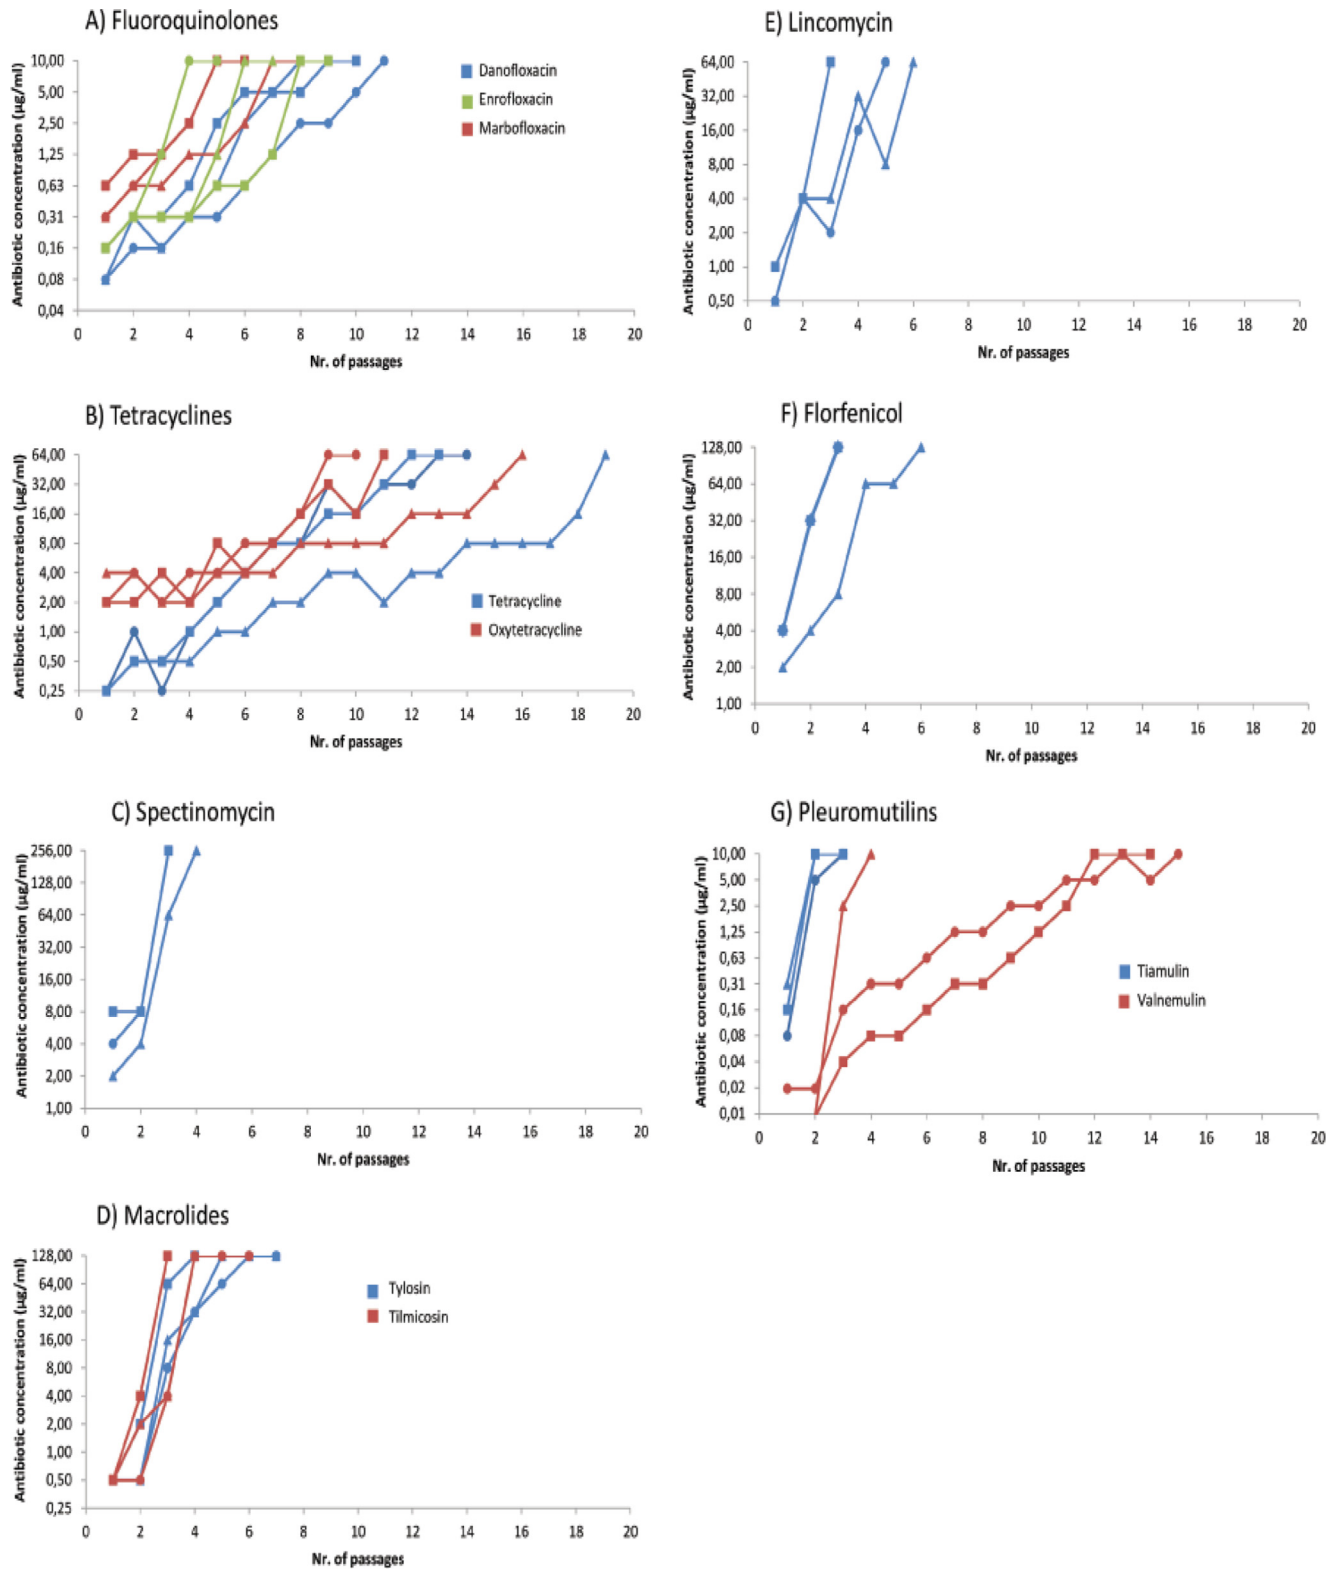 A) Fluoroquinolones
Antibiotic concentration (µg/ml)
10,00
5,00
2,50
1,25
0,63
0,31
0,16
0,08
0,04
0 2 4 6 8 10 12 14 16 18 20
Nr. of passages
Danofloxacin
Enrofloxacin
Marbofloxacin
B) Tetracyclines
Antibiotic concentration (µg/ml)
64,00
32,00
16,00
8,00
4,00
2,00
1,00
0,50
0,25
0 2 4 6 8 10 12 14 16 18 20
Nr. of passages
Tetracycline
Oxytetracycline
C) Spectinomycin
Antibiotic concentration (µg/ml)
256,00
128,00
64,00
32,00
16,00
8,00
4,00
2,00
1,00
0 2 4 6 8 10 12 14 16 18 20
Nr. of passages
D) Macrolides
Antibiotic concentration (µg/ml)
128,00
64,00
32,00
16,00
8,00
4,00
2,00
1,00
0,50
0,25
0 2 4 6 8 10 12 14 16 18 20
Nr. of passages
Tylosin
Tilmicosin
E) Lincomycin
Antibiotic concentration (µg/ml)
64,00
32,00
16,00
8,00
4,00
2,00
1,00
0,50
0 2 4 6 8 10 12 14 16 18 20
Nr. of passages
F) Florfenicol
Antibiotic concentration (µg/ml)
128,00
64,00
32,00
16,00
8,00
4,00
2,00
1,00
0 2 4 6 8 10 12 14 16 18 20
Nr. of passages
G) Pleuromutilins
Antibiotic concentration (µg/ml)
10,00
5,00
2,50
1,25
0,63
0,31
0,16
0,08
0,04
0,02
0,01
0 2 4 6 8 10 12 14 16 18 20
Nr. of passages
Tiamulin
Valnemulin